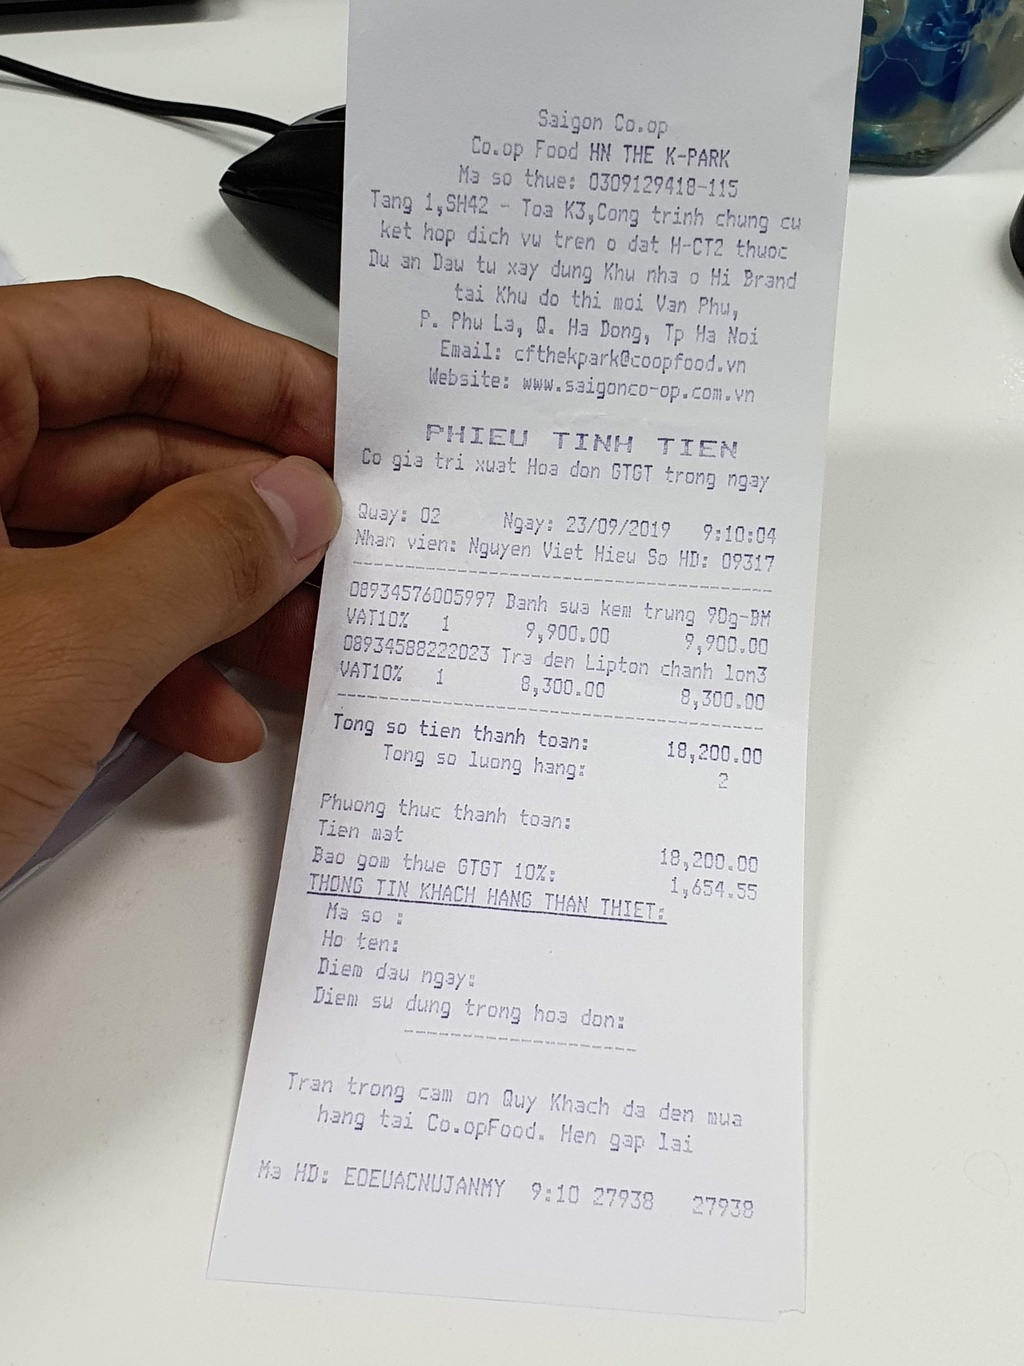 Saigon Co.op
Co.op Food HN THE K-PARK
Ma so thue: 0309129418-115
Tang 1,SH42 - Toa K3,Cong trinh chung cu
ket hop dich vu tren o dat H-CT2 thuoc
Du an Dau tu xay dung Khu nha o Hi Brand
tai Khu do thi moi Van Phu,
P. Phu La, Q. Ha Dong, Tp Ha Noi
Email: cfthekpark@coopfood.vn
Website: www.saigonco-op.com.vn
PHIEU TINH TIEN
Co gia tri xuat Hoa don GTGT trong ngay
Quay: 02 Ngay: 23/09/2019 9:10:04
Nhan vien: Nguyen Viet Hieu So HD: 09317
08934576005997 Banh sua kem trung 90g-BM
VAT10% 1 9,900.00 9,900.00
08934588222023 Tra den Lipton chanh lon3
VAT10% 1 8,300.00 8,300.00
Tong so tien thanh toan: 18,200.00
Tong so luong hang: 2
Phuong thuc thanh toan:
Tien mat 18,200.00
Bao gom thue GTGT 10%: 1,654.55
THONG TIN KHACH HANG THAN THIET:
Ma so :
Ho ten:
Diem dau ngay:
Diem su dung trong hoa don:
Tran trong cam on Quy Khach da den mua
hang tai Co.opFood. Hen gap lai
Ma HD: EOEUACNUJANMY 9:10 27938 27938